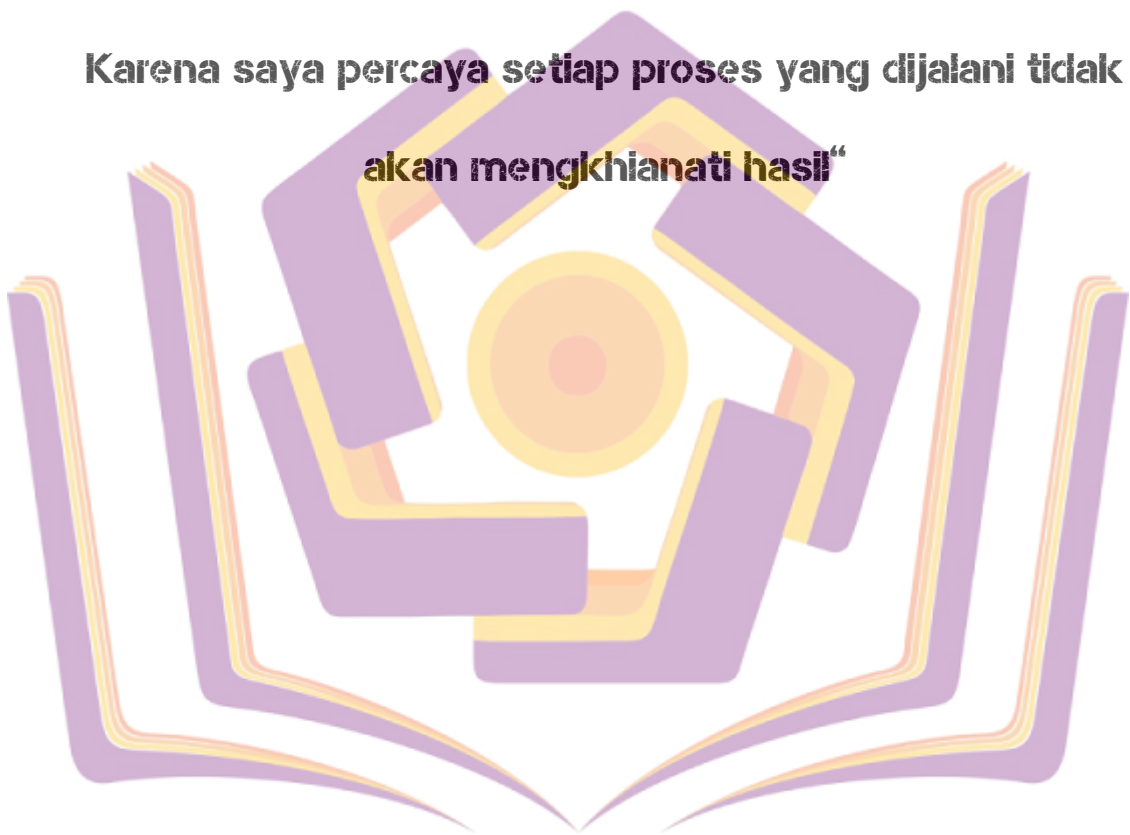 Karena saya percaya setiap proses yang dijalani tidak
akan mengkhianati hasil“